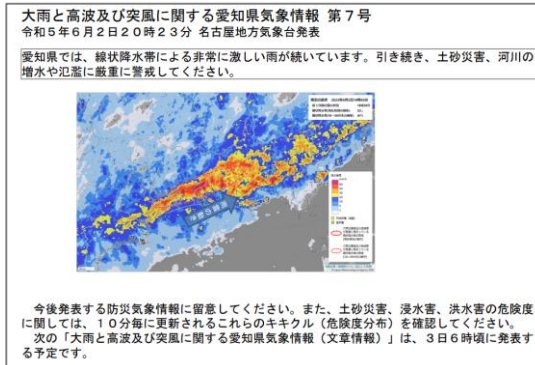 大雨と高波及び突風に関する愛知県気象情報 第７号
令和５年６月２日２０時２３分 名古屋地方気象台発表
愛知県では、線状降水帯による非常に激しい雨が続いています。引き続き、土砂災害、河川の
増水や氾濫に厳重に警戒してください。
今後発表する防災気象情報に留意してください。また、土砂災害、浸水害、洪水害の危険度
に関しては、１０分毎に更新されるこれらのキキクル（危険度分布）を確認してください。
次の「大雨と高波及び突風に関する愛知県気象情報（文章情報）」は、３日６時頃に発表す
る予定です。